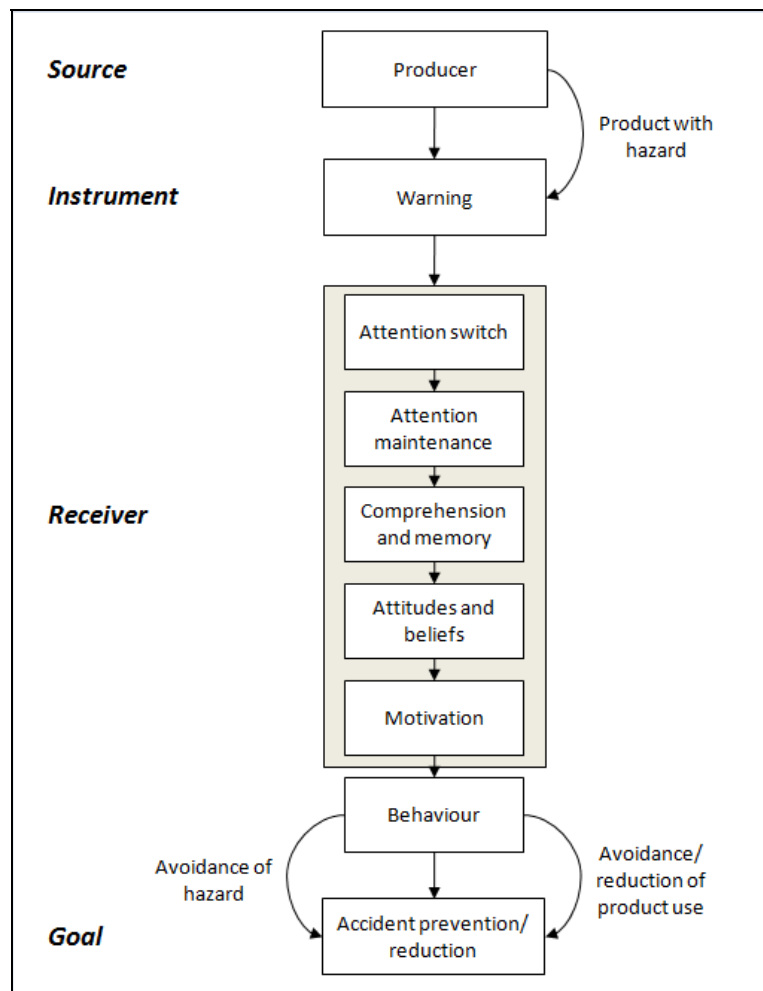 Source
Producer
Product with
hazard
Instrument
Warning
Attention switch
Attention
maintenance
Receiver
Comprehension
and memory
Attitudes and
beliefs
Motivation
Behaviour
Avoidance of
hazard
Avoidance/
reduction of
product use
Goal
Accident prevention/
reduction